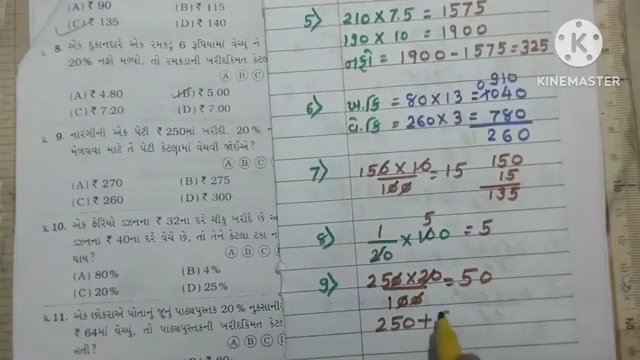 (A) ₹ 90 (B) ₹ 115
(C) ₹ 135 (D) ₹ 140
8. એક દુકાનદારે એક રમકડું 6 રૂપિયામાં વેચ્યું ને
20% નફો મળ્યો, તો રમકડાની ખરીદકિંમત કેટલ
A B C
(A) ₹ 4.80 (B) ₹ 5.00
(C) ₹ 7.20 (D) ₹ 7.00
9. નારંગીની એક પેટી ₹ 250માં ખરીદી. 20% ન
મેળવવા માટે તે પેટી કેટલામાં વેચવી જોઈએ?
A B C
(A) ₹ 270 (B) ₹ 275
(C) ₹ 260 (D) ₹ 300
10. એક ફેરિયો ડઝનના ₹ 32ના દરે ચીકુ ખરીદે છે અ
ડઝનના ₹ 40ના દરે વેચે છે, તો તેને કેટલા ટકા ન
થાય? A B C
(A) 80% (B) 4%
(C) 20% (D) 25%
11. એક છોકરાએ પોતાનું જૂનું પાઠ્યપુસ્તક 20% નુકસાની
₹ 64માં વેચ્યું, તો પાઠ્યપુસ્તકની ખરીદકિંમત કેટ
હતી? A B C
5) 210 × 7.5 = 1575
190 × 10 = 1900
નફો = 1900 - 1575 = 325
6) ખ.કિં = 80 × 13 = 1040
વે.કિં = 260 × 3 = 780
260
7) 150 × 10 / 100 = 15 150
15
135
8) 1/20 × 100 = 5
5
9) 250 × 20 / 100 = 50
250 +
KINEMASTER